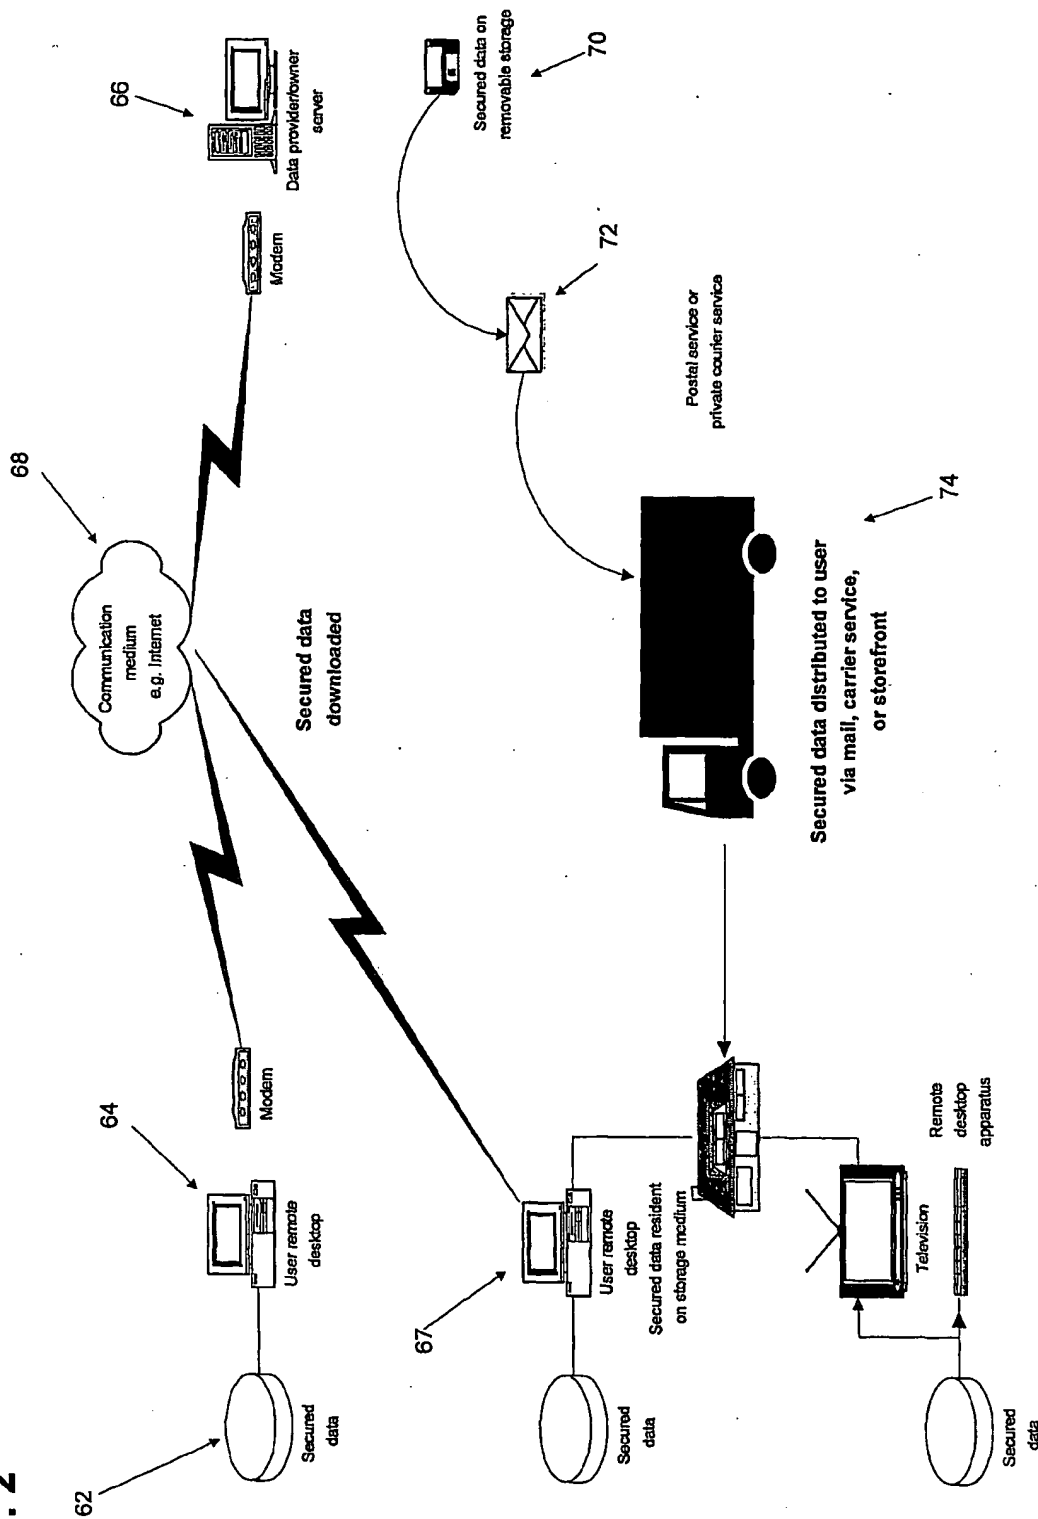 . 2
68
Communication
medium
e.g. Internet
66
Data provider/owner
server
Modem
64
User remote
desktop
Modem
62
Secured
data
Secured data
downloaded
Secured data on
removable storage
70
72
Postal service or
private courier service
74
Secured data distributed to user
via mail, carrier service,
or storefront
67
User remote
desktop
Secured data resident
on storage medium
Secured
data
Television
Remote
desktop
apparatus
Secured
data